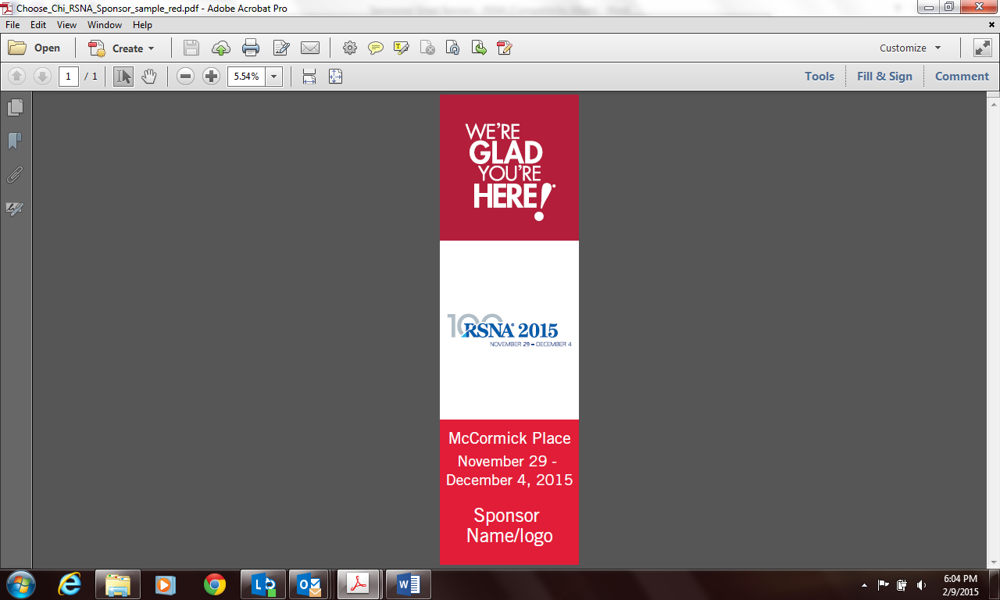 Choose_Chi_RSNA_Sponsor_sample_red.pdf - Adobe Acrobat Pro
File Edit View Window Help
Open Create Customize
1 / 1 5.54% Tools Fill & Sign Comment
WE'RE
GLAD
YOU'RE
HERE!
100
RSNA® 2015
NOVEMBER 29 – DECEMBER 4
McCormick Place
November 29 -
December 4, 2015
Sponsor
Name/logo
6:04 PM
2/9/2015